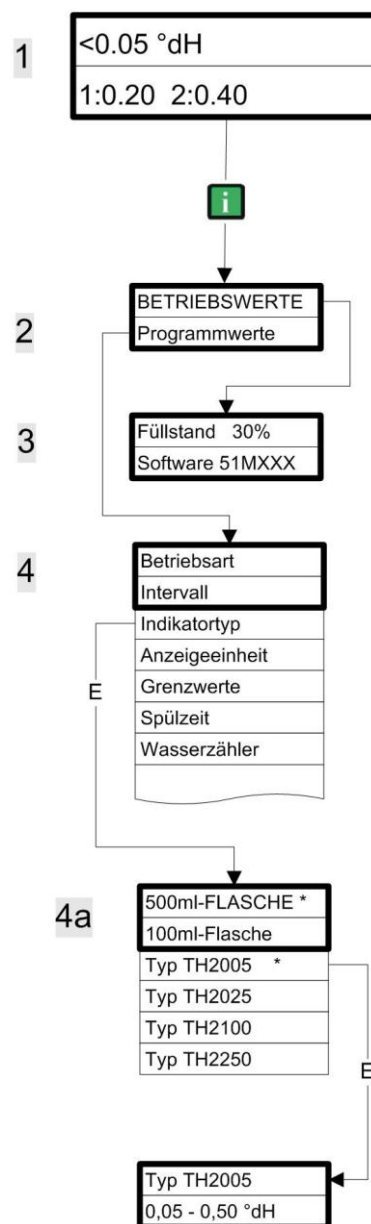 1
<0.05 °dH
1:0.20 2:0.40
i
2
BETRIEBSWERTE
Programmwerte
3
Füllstand 30%
Software 51MXXX
4
Betriebsart
Intervall
Indikatortyp
Anzeigeeinheit
E
Grenzwerte
Spülzeit
Wasserzähler
4a
500ml-FLASCHE *
100ml-Flasche
Typ TH2005 *
Typ TH2025
Typ TH2100
Typ TH2250
E
Typ TH2005
0,05 - 0,50 °dH